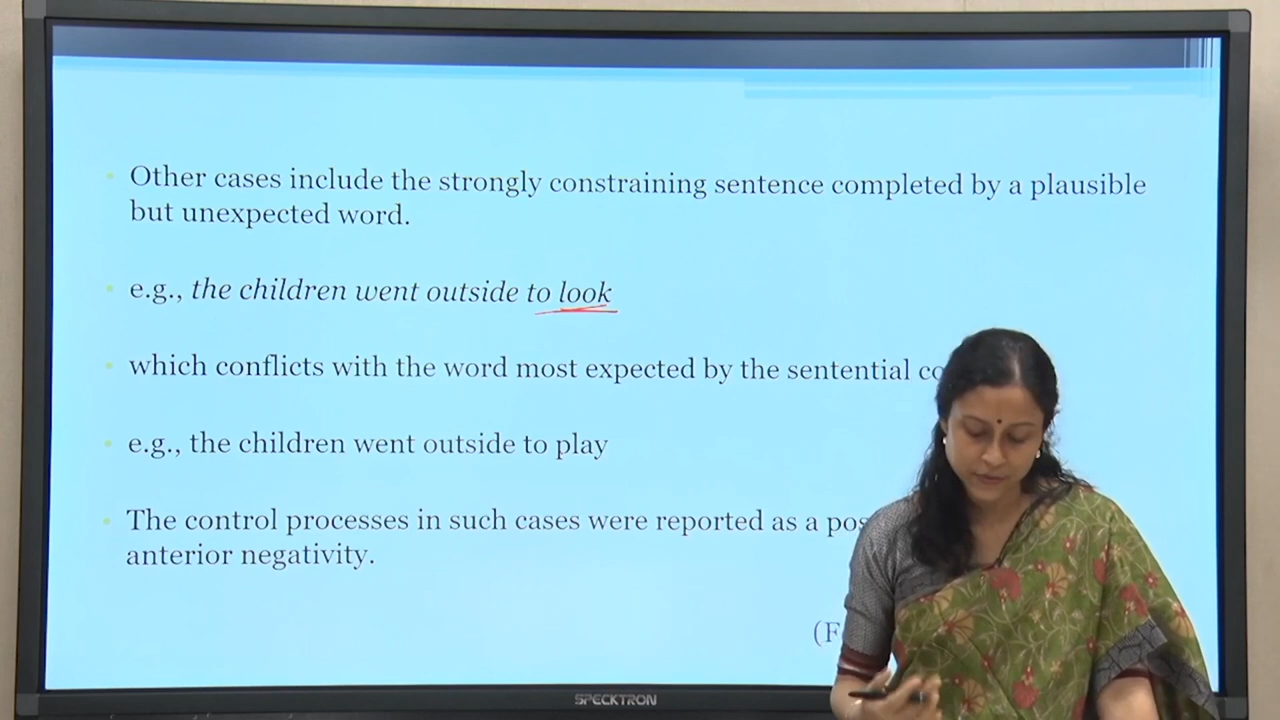 Other cases include the strongly constraining sentence completed by a plausible
but unexpected word.
e.g., the children went outside to look
which conflicts with the word most expected by the sentential
e.g., the children went outside to play
The control processes in such cases were reported as a
anterior negativity.
SPECKTRON